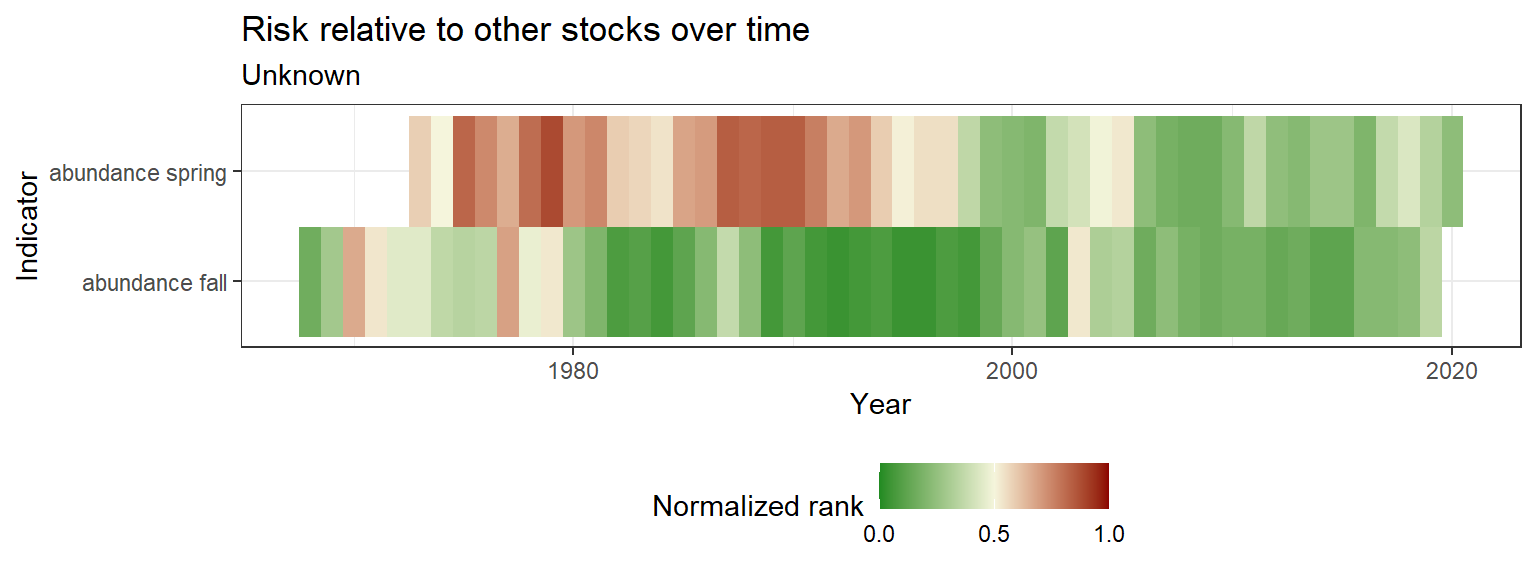 Risk relative to other stocks over time
Unknown
Indicator
abundance spring
abundance fall
1980 2000 2020
Year
Normalized rank
0.0 0.5 1.0